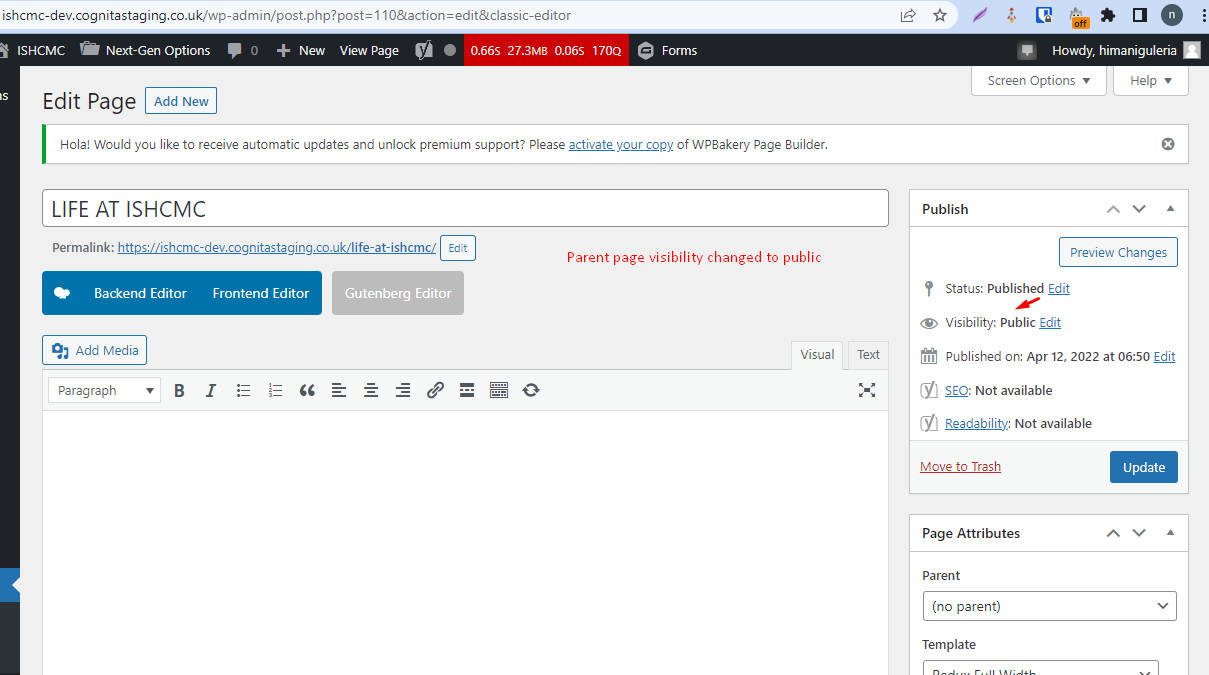 ishcmc-dev.cognitastaging.co.uk/wp-admin/post.php?post=110&action=edit&classic-editor
off
n
ISHCMC Next-Gen Options 0 New View Page 0.66s 27.3MB 0.06s 170Q Forms Howdy, himaniguleria
Screen Options Help
Edit Page Add New
Hola! Would you like to receive automatic updates and unlock premium support? Please activate your copy of WPBakery Page Builder.
LIFE AT ISHCMC
Permalink: https://ishcmc-dev.cognitastaging.co.uk/life-at-ishcmc/ Edit
Parent page visibility changed to public
Backend Editor Frontend Editor Gutenberg Editor
Add Media
Visual Text
Paragraph
Publish
Preview Changes
Status: Published Edit
Visibility: Public Edit
Published on: Apr 12, 2022 at 06:50 Edit
SEO: Not available
Readability: Not available
Move to Trash Update
Page Attributes
Parent
(no parent)
Template
Redux Full Width